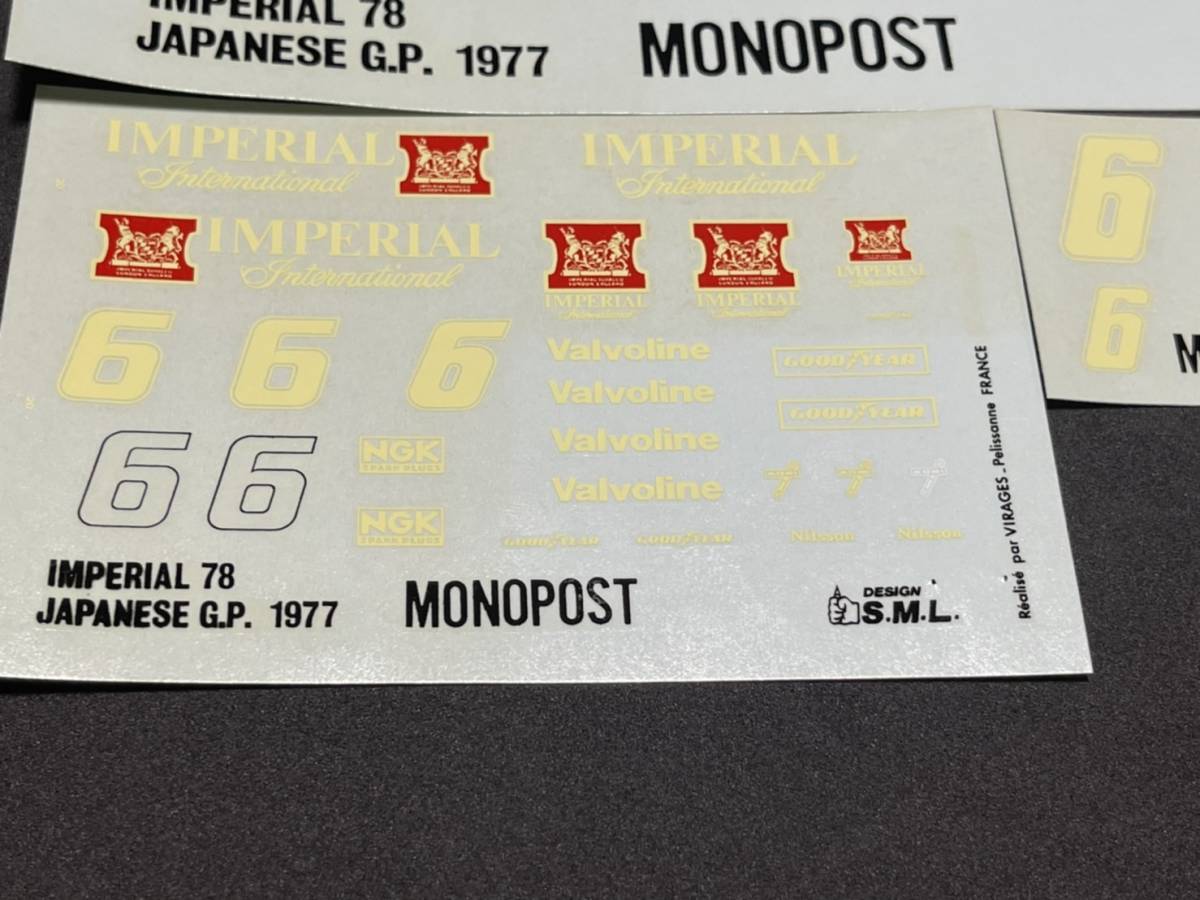 IMPERIAL 78
JAPANESE G.P. 1977
MONOPOST
IMPERIAL
International
IMPERIAL
International
IMPERIAL
International
IMPERIAL
International
IMPERIAL
International
IMPERIAL
6
6
6
6
6
Valvoline
Valvoline
Valvoline
Valvoline
GOODYEAR
GOODYEAR
6
6
NGK
SPARK PLUGS
NGK
SPARK PLUGS
GOODYEAR
GOODYEAR
Nilsson
Nilsson
IMPERIAL 78
JAPANESE G.P. 1977
MONOPOST
DESIGN
S.M.L.
Réalisé par VIRAGES - Pelissanne FRANCE